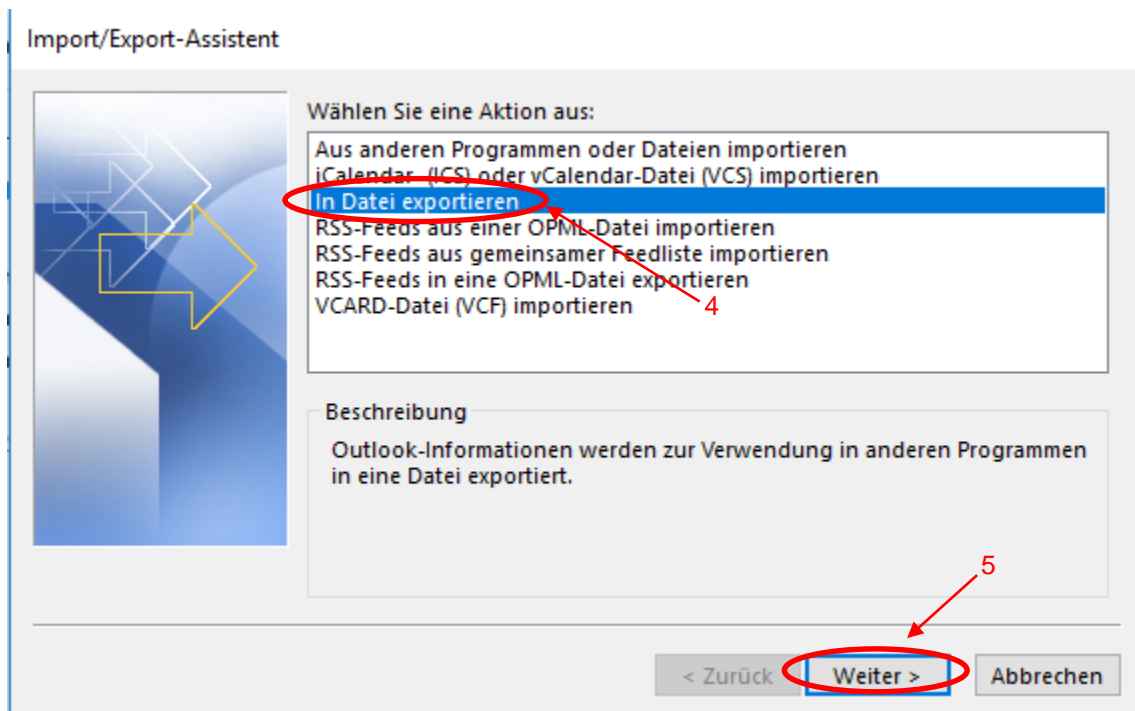 Import/Export-Assistent
Wählen Sie eine Aktion aus:
Aus anderen Programmen oder Dateien importieren
iCalendar- (ICS) oder vCalendar-Datei (VCS) importieren
In Datei exportieren
RSS-Feeds aus einer OPML-Datei importieren
RSS-Feeds aus gemeinsamer Feedliste importieren
RSS-Feeds in eine OPML-Datei exportieren
VCARD-Datei (VCF) importieren
4
Beschreibung
Outlook-Informationen werden zur Verwendung in anderen Programmen
in eine Datei exportiert.
5
< Zurück Weiter > Abbrechen